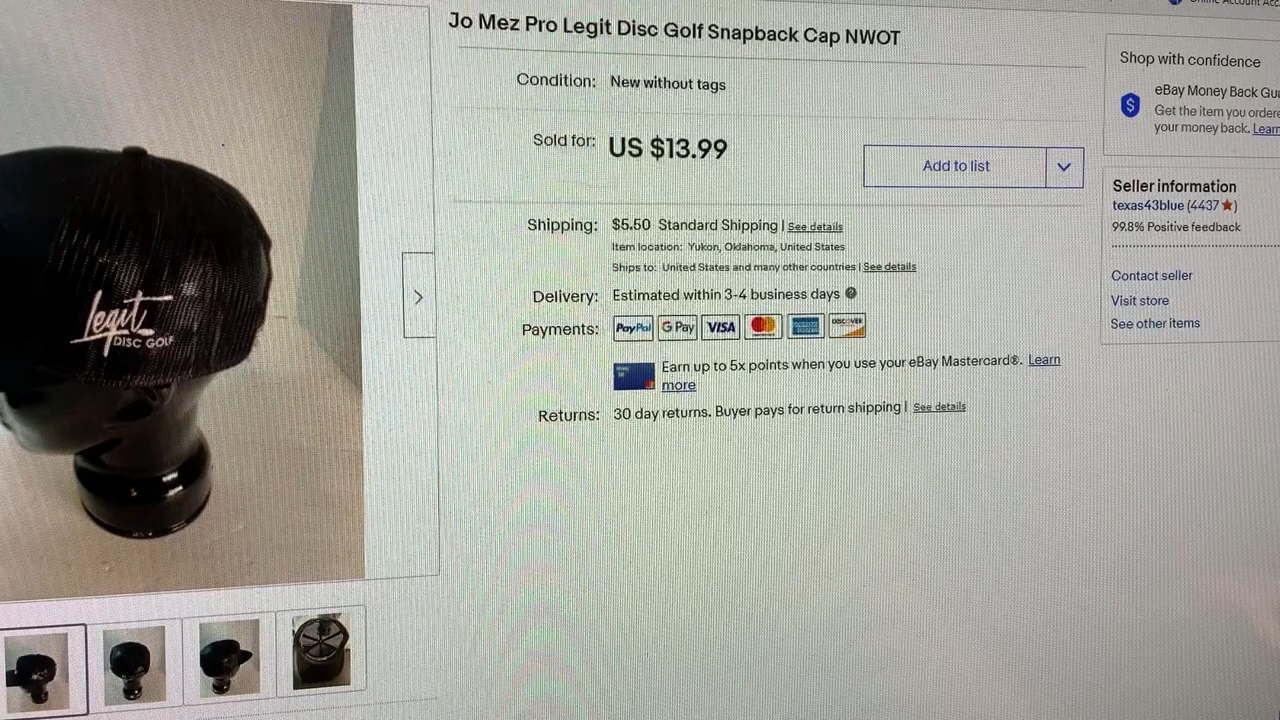 Jo Mez Pro Legit Disc Golf Snapback Cap NWOT
Condition: New without tags
Sold for: US $13.99
Add to list
Shipping: $5.50 Standard Shipping | See details
Item location: Yukon, Oklahoma, United States
Ships to: United States and many other countries | See details
Delivery: Estimated within 3-4 business days
Payments: PayPal G Pay VISA
DISCOVER
Earn up to 5x points when you use your eBay Mastercard®. Learn
more
Returns: 30 day returns. Buyer pays for return shipping | See details
Shop with confidence
eBay Money Back
Get the item you
your money back.
Seller information
texas43blue (4437★)
99.8% Positive feedback
Contact seller
Visit store
See other items
Legit
DISC GOLF